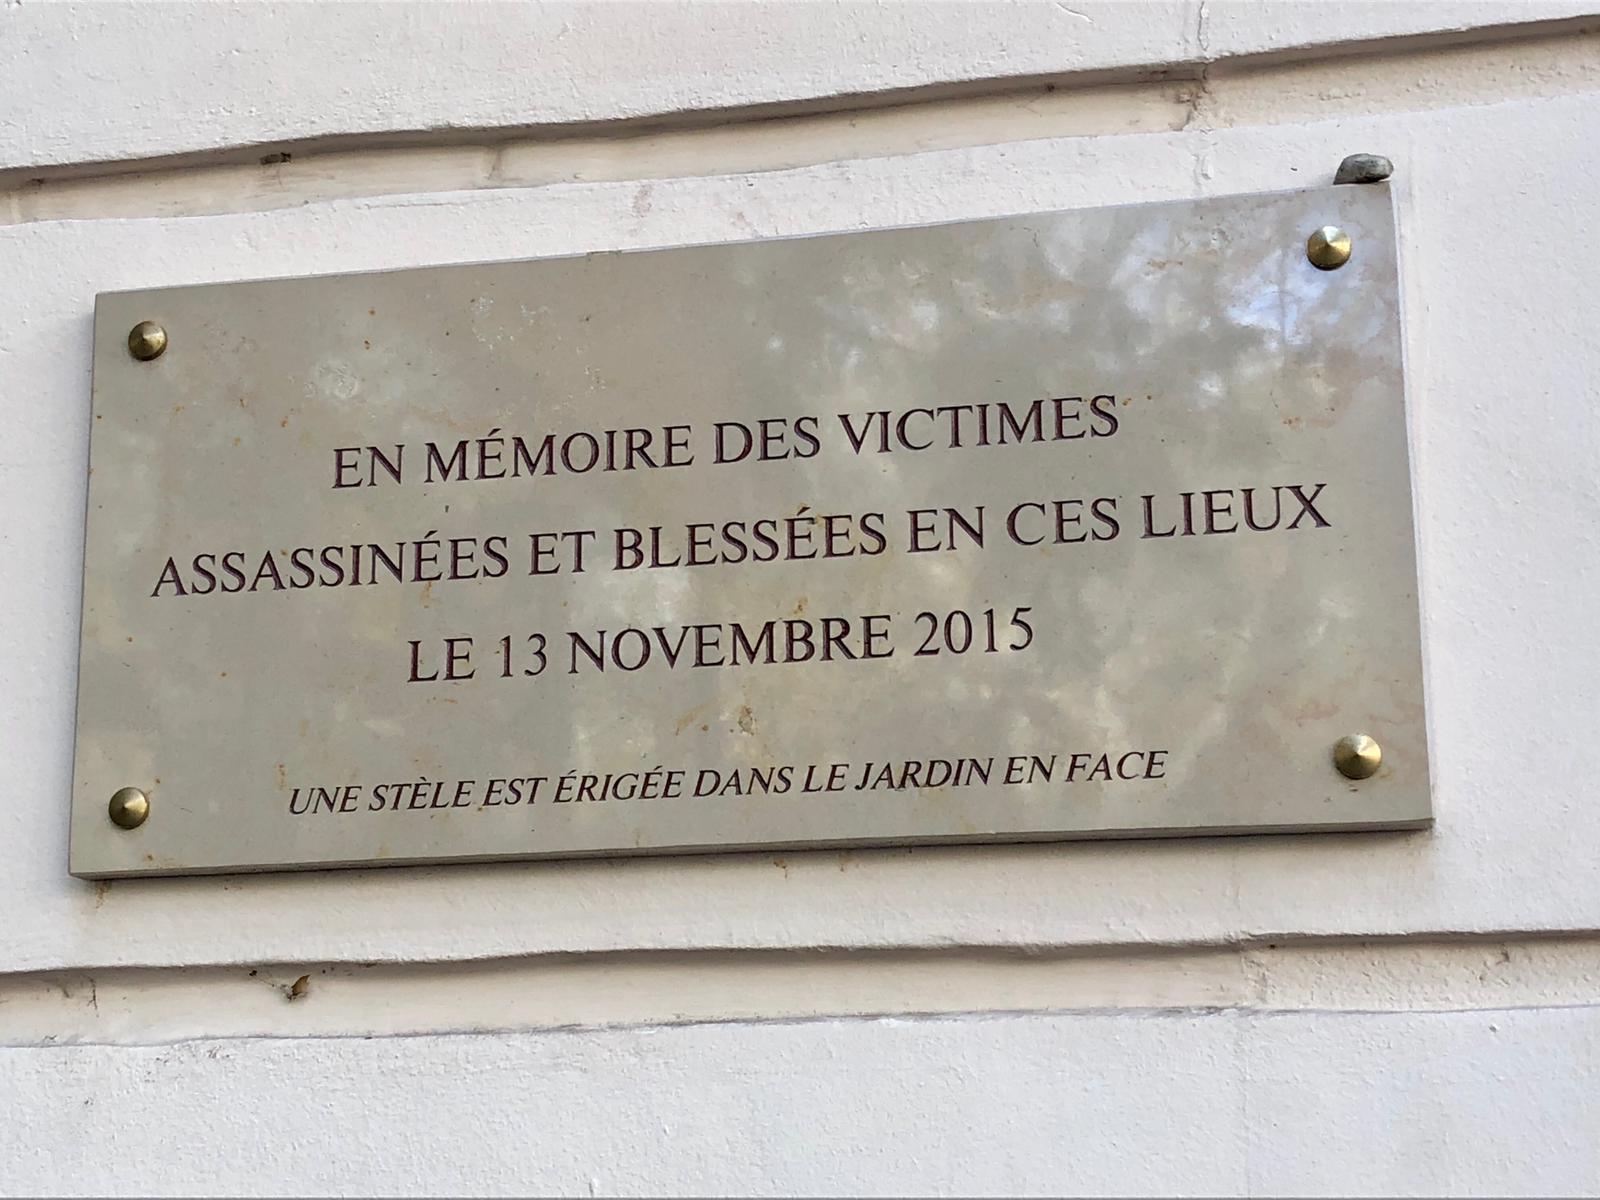 EN MÉMOIRE DES VICTIMES
ASSASSINÉES ET BLESSÉES EN CES LIEUX
LE 13 NOVEMBRE 2015
UNE STÈLE EST ÉRIGÉE DANS LE JARDIN EN FACE